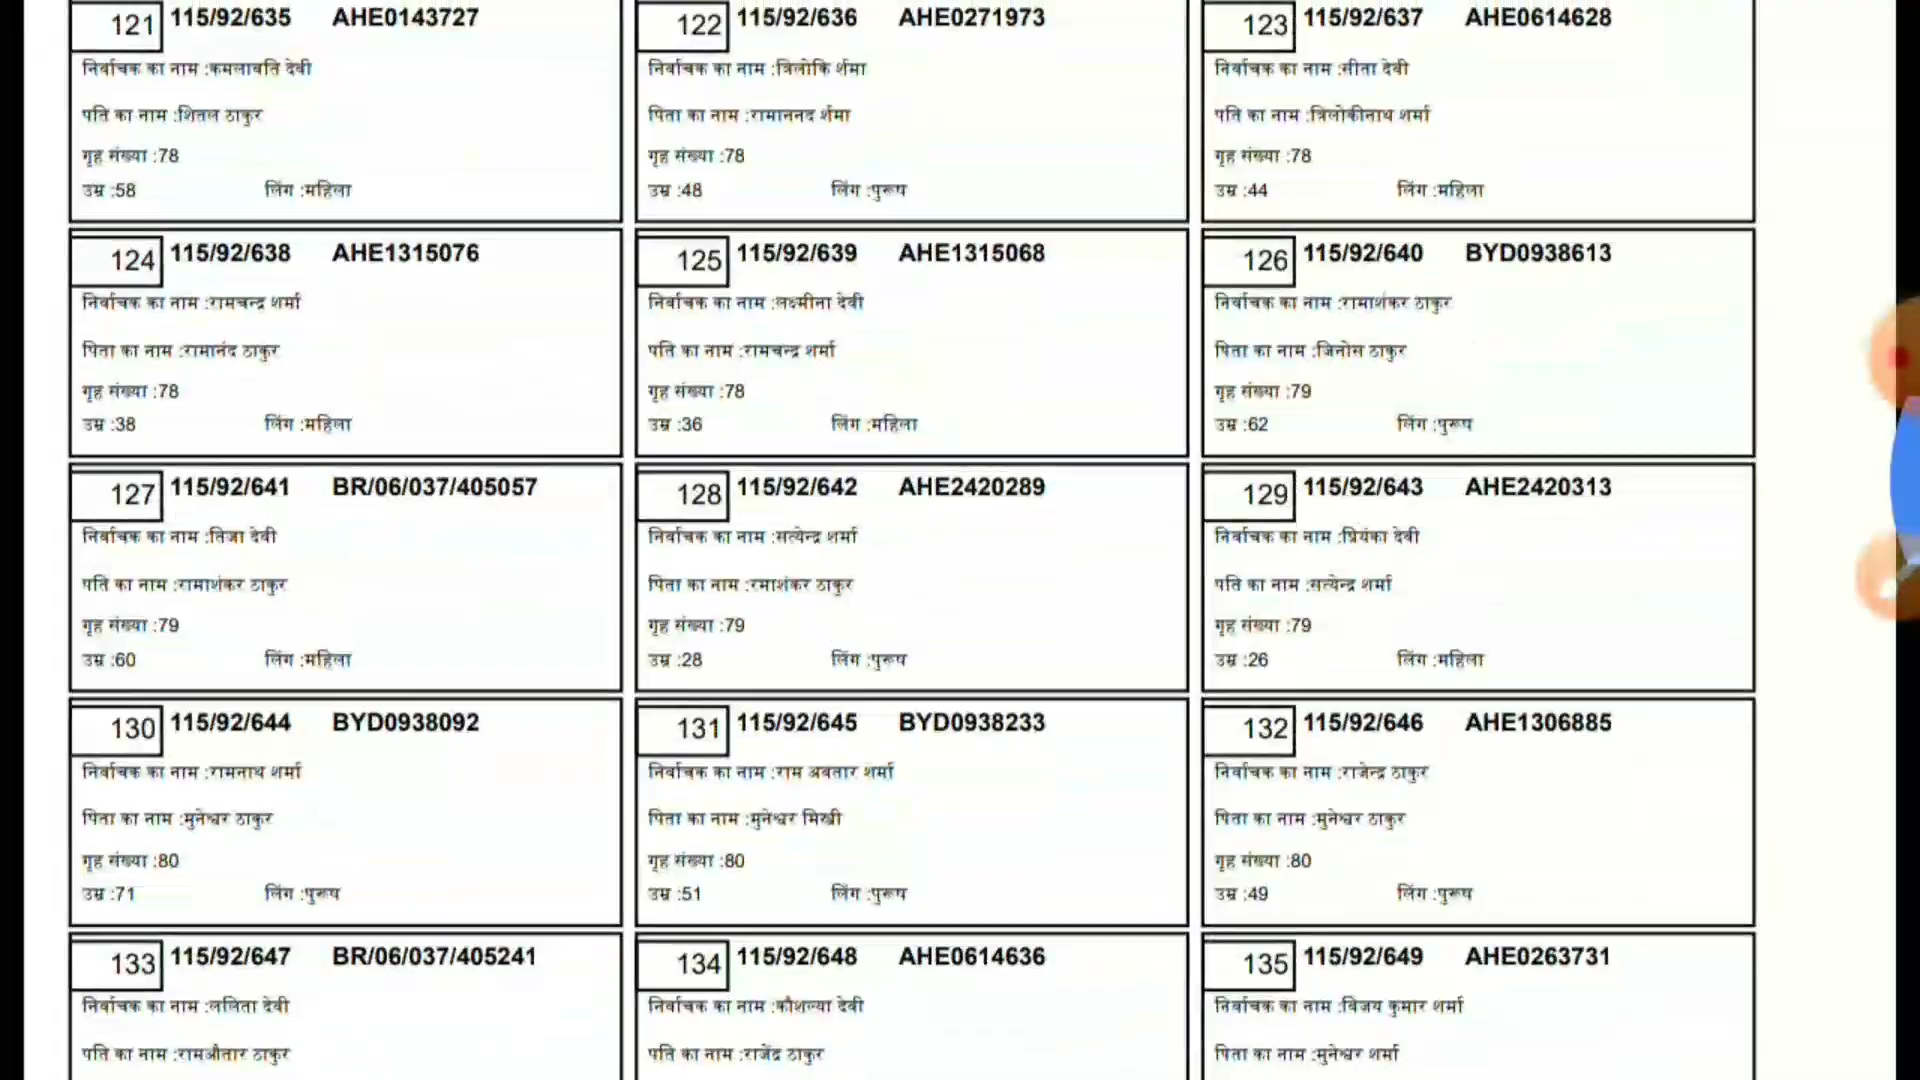 121 115/92/635 AHE0143727
निर्वाचक का नाम :कमलावति देवी
पति का नाम :शितल ठाकुर
गृह संख्या :78
उम्र :58 लिंग :महिला
122 115/92/636 AHE0271973
निर्वाचक का नाम :त्रिलोकि र्शमा
पिता का नाम :रामाननद र्शमा
गृह संख्या :78
उम्र :48 लिंग :पुरूष
123 115/92/637 AHE0614628
निर्वाचक का नाम :सीता देवी
पति का नाम :त्रिलोकीनाथ शर्मा
गृह संख्या :78
उम्र :44 लिंग :महिला
124 115/92/638 AHE1315076
निर्वाचक का नाम :रामचन्द्र शर्मा
पिता का नाम :रामानंद ठाकुर
गृह संख्या :78
उम्र :38 लिंग :महिला
125 115/92/639 AHE1315068
निर्वाचक का नाम :लक्ष्मीना देवी
पति का नाम :रामचन्द्र शर्मा
गृह संख्या :78
उम्र :36 लिंग :महिला
126 115/92/640 BYD0938613
निर्वाचक का नाम :रामाशंकर ठाकुर
पिता का नाम :जिनोस ठाकुर
गृह संख्या :79
उम्र :62 लिंग :पुरूष
127 115/92/641 BR/06/037/405057
निर्वाचक का नाम :तिजा देवी
पति का नाम :रामाशंकर ठाकुर
गृह संख्या :79
उम्र :60 लिंग :महिला
128 115/92/642 AHE2420289
निर्वाचक का नाम :सत्येन्द्र शर्मा
पिता का नाम :रमाशंकर ठाकुर
गृह संख्या :79
उम्र :28 लिंग :पुरूष
129 115/92/643 AHE2420313
निर्वाचक का नाम :प्रियंका देवी
पति का नाम :सत्येन्द्र शर्मा
गृह संख्या :79
उम्र :26 लिंग :महिला
130 115/92/644 BYD0938092
निर्वाचक का नाम :रामनाथ शर्मा
पिता का नाम :मुनेश्वर ठाकुर
गृह संख्या :80
उम्र :71 लिंग :पुरूष
131 115/92/645 BYD0938233
निर्वाचक का नाम :राम अवतार शर्मा
पिता का नाम :मुनेश्वर मिस्त्री
गृह संख्या :80
उम्र :51 लिंग :पुरूष
132 115/92/646 AHE1306885
निर्वाचक का नाम :राजेन्द्र ठाकुर
पिता का नाम :मुनेश्वर ठाकुर
गृह संख्या :80
उम्र :49 लिंग :पुरूष
133 115/92/647 BR/06/037/405241
निर्वाचक का नाम :ललिता देवी
पति का नाम :रामऔतार ठाकुर
134 115/92/648 AHE0614636
निर्वाचक का नाम :कौशल्या देवी
पति का नाम :राजेंद्र ठाकुर
135 115/92/649 AHE0263731
निर्वाचक का नाम :विजय कुमार शर्मा
पिता का नाम :मुनेश्वर शर्मा